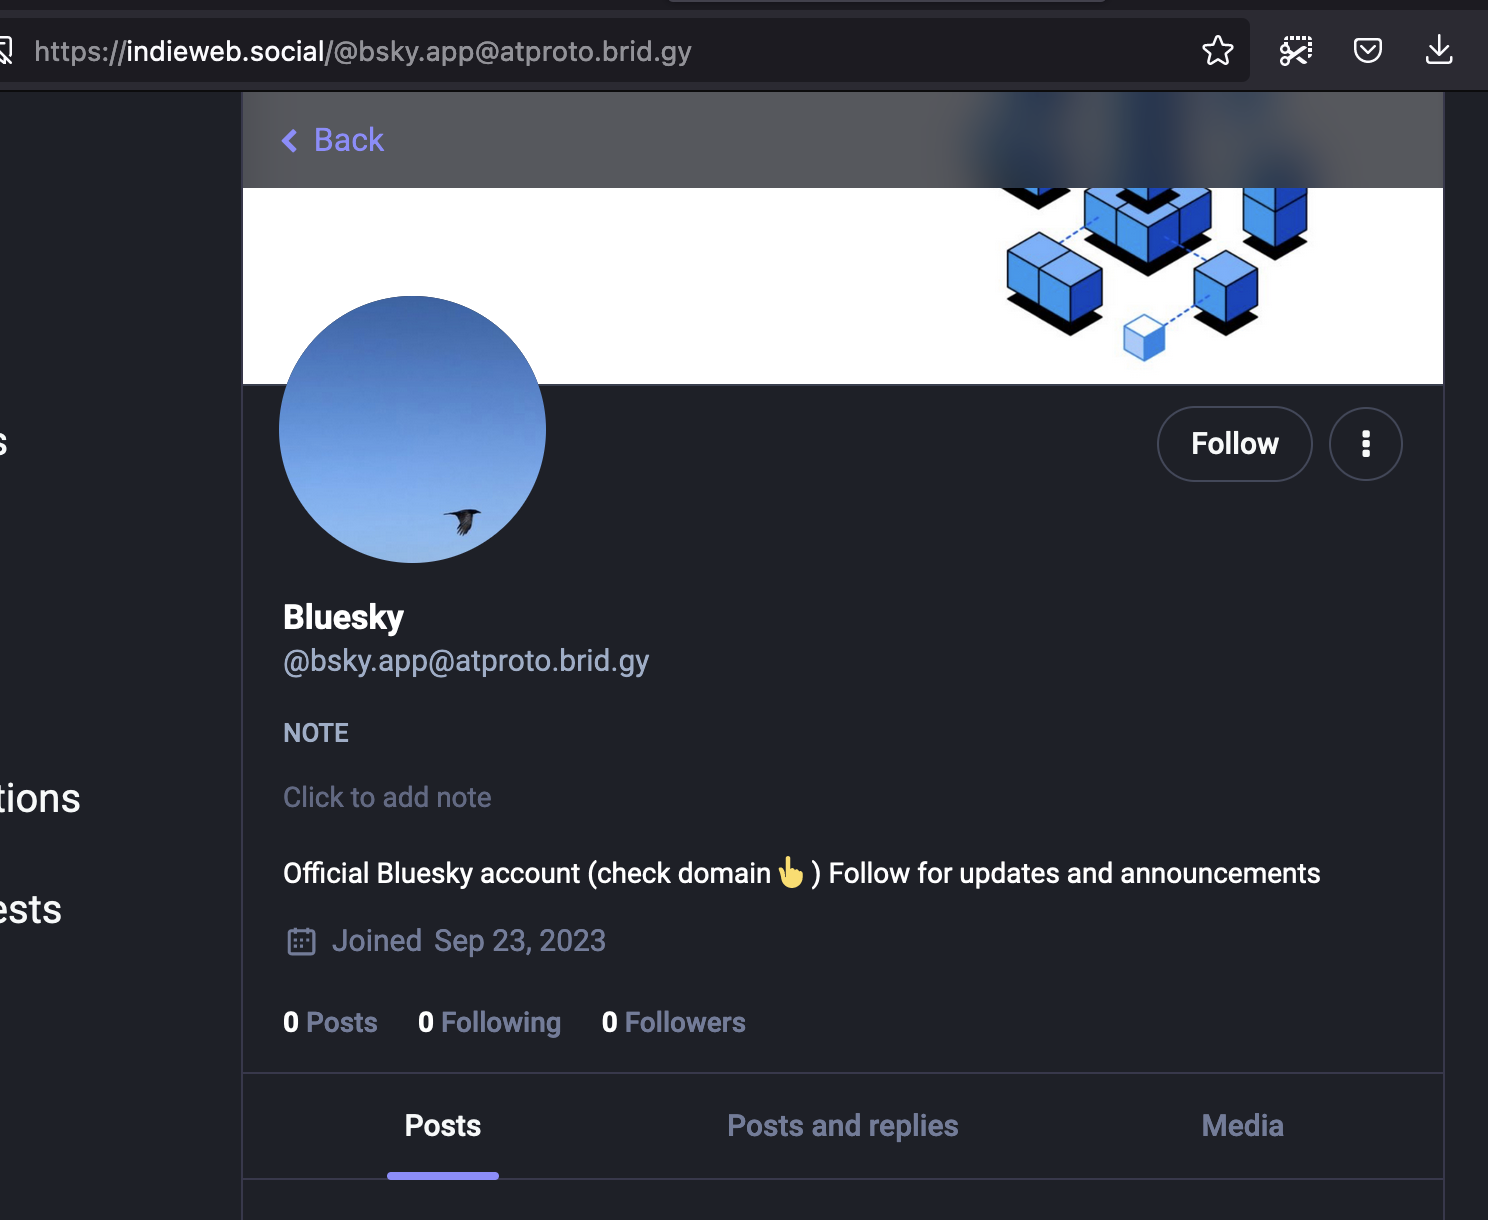 https://indieweb.social/@bsky.app@atproto.brid.gy
Back
Follow
Bluesky
@bsky.app@atproto.brid.gy
NOTE
Click to add note
Official Bluesky account (check domain👆) Follow for updates and announcements
Joined Sep 23, 2023
0 Posts 0 Following 0 Followers
Posts Posts and replies Media
s
tions
ests